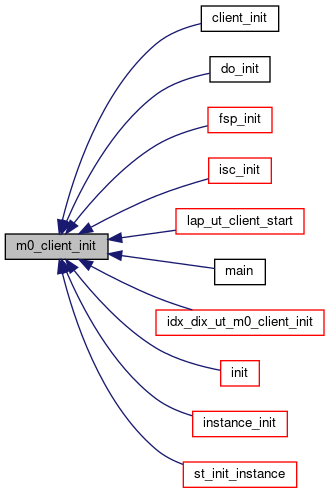 client_init
do_init
fsp_init
isc_init
lap_ut_client_start
m0_client_init
main
idx_dix_ut_m0_client_init
init
instance_init
st_init_instance